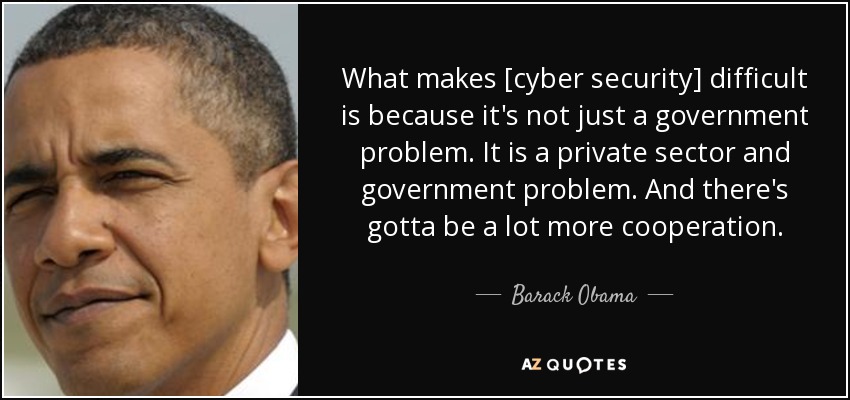 What makes [cyber security] difficult
is because it's not just a government
problem. It is a private sector and
government problem. And there's
gotta be a lot more cooperation.
Barack Obama
AZ QUOTES